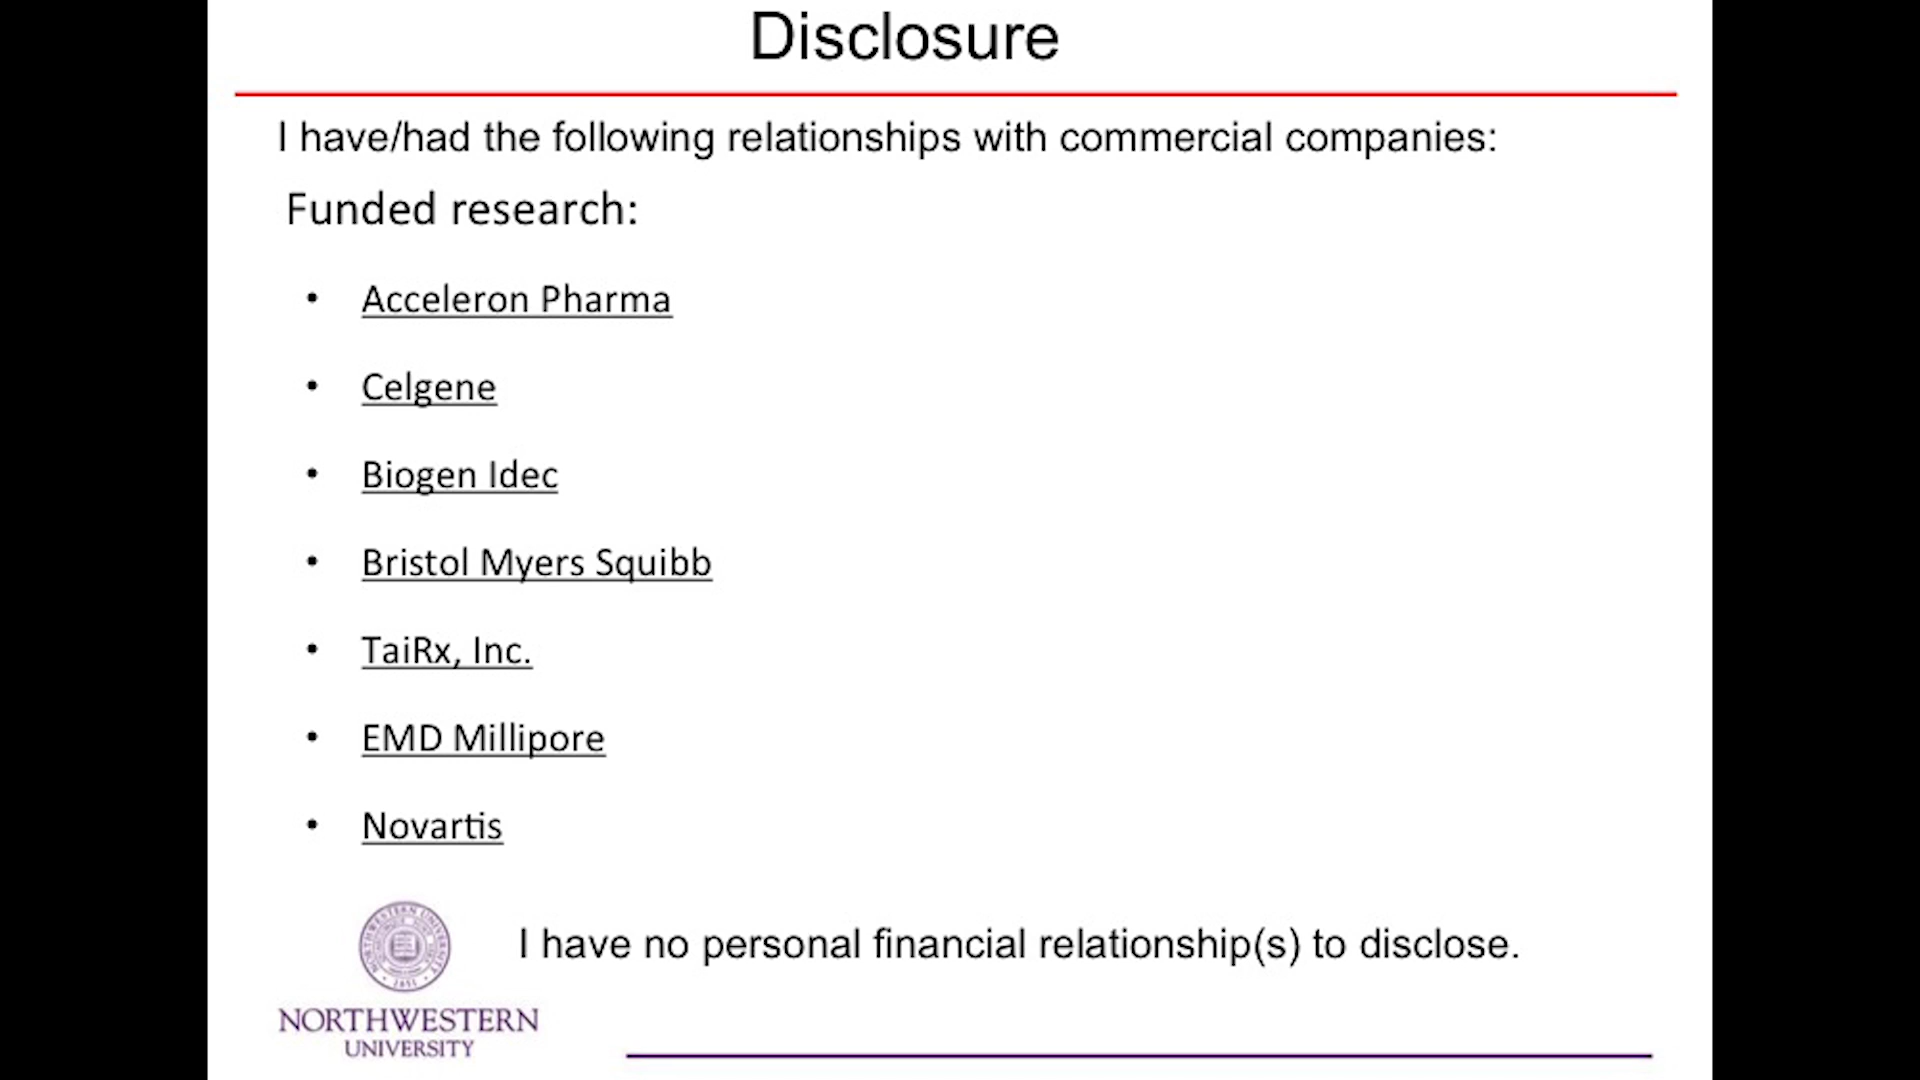 Disclosure
I have/had the following relationships with commercial companies:
Funded research:
• Acceleron Pharma
• Celgene
• Biogen Idec
• Bristol Myers Squibb
• TaiRx, Inc.
• EMD Millipore
• Novartis
I have no personal financial relationship(s) to disclose.
NORTHWESTERN
UNIVERSITY